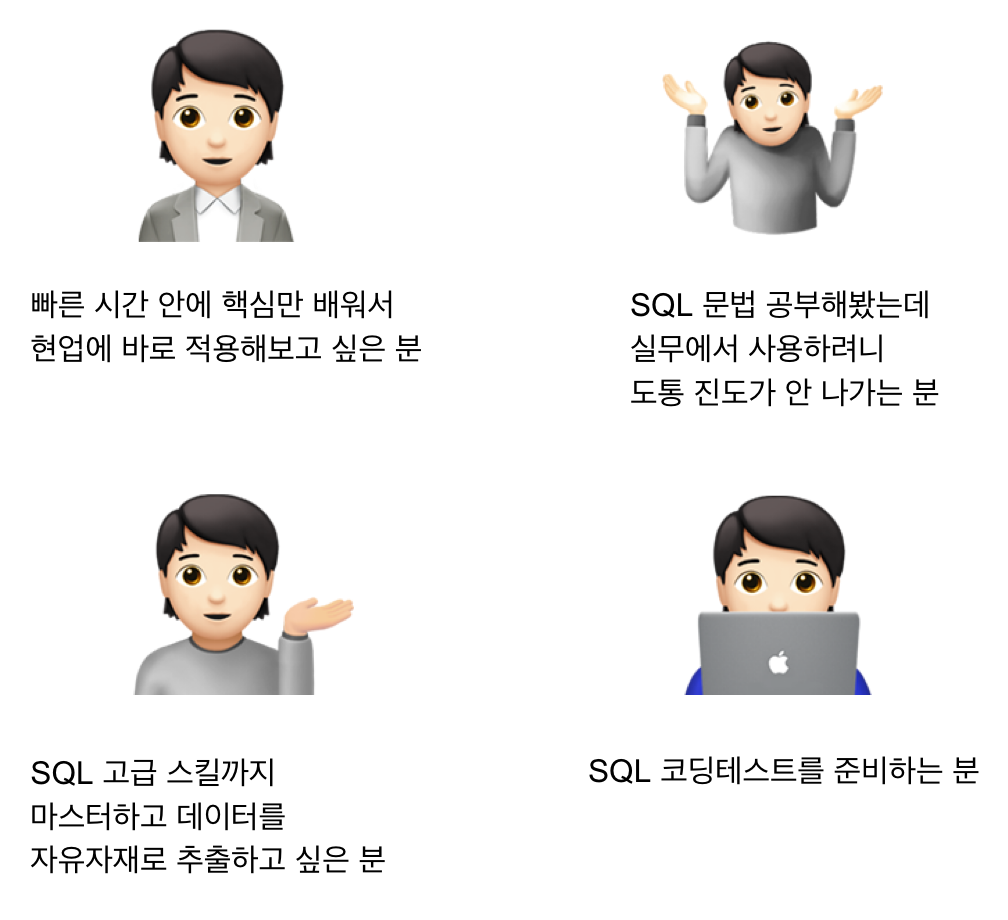 빠른 시간 안에 핵심만 배워서
현업에 바로 적용해보고 싶은 분
SQL 문법 공부해봤는데
실무에서 사용하려니
도통 진도가 안 나가는 분
SQL 고급 스킬까지
마스터하고 데이터를
자유자재로 추출하고 싶은 분
SQL 코딩테스트를 준비하는 분